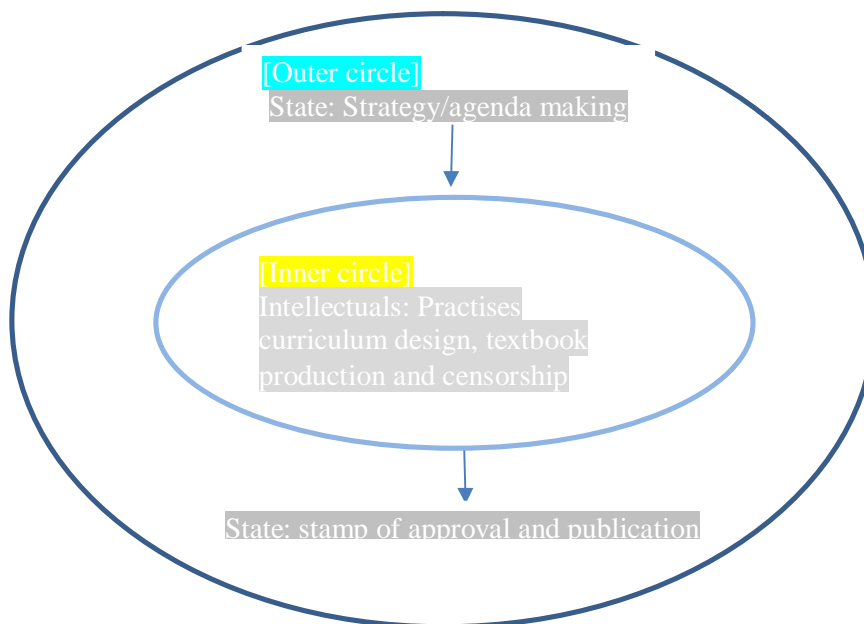 [Outer circle]
State: Strategy/agenda making
[Inner circle]
Intellectuals: Practises
curriculum design, textbook
production and censorship
State: stamp of approval and publication